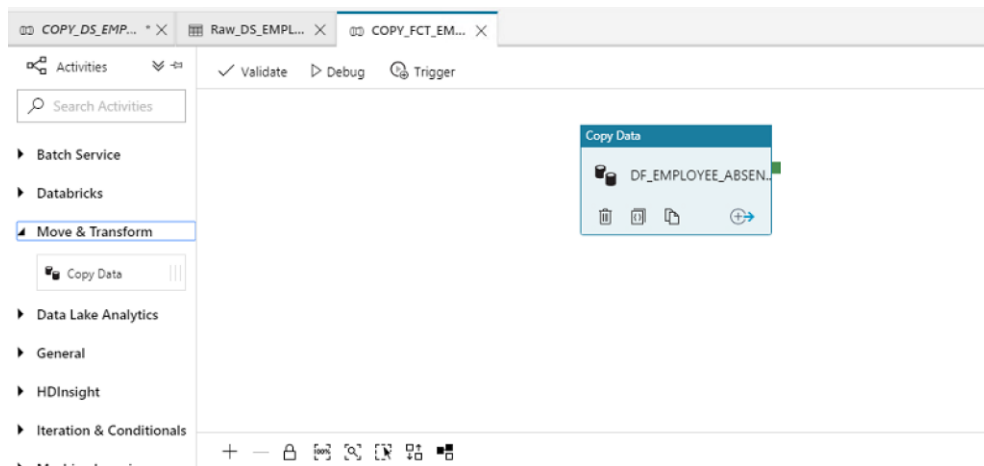 COPY_DS_EMP... *
Raw_DS_EMPL...
COPY_FCT_EM...
Activities
Validate
Debug
Trigger
Search Activities
Batch Service
Databricks
Move & Transform
Copy Data
Data Lake Analytics
General
HDInsight
Iteration & Conditionals
Copy Data
DF_EMPLOYEE_ABSEN..
100%